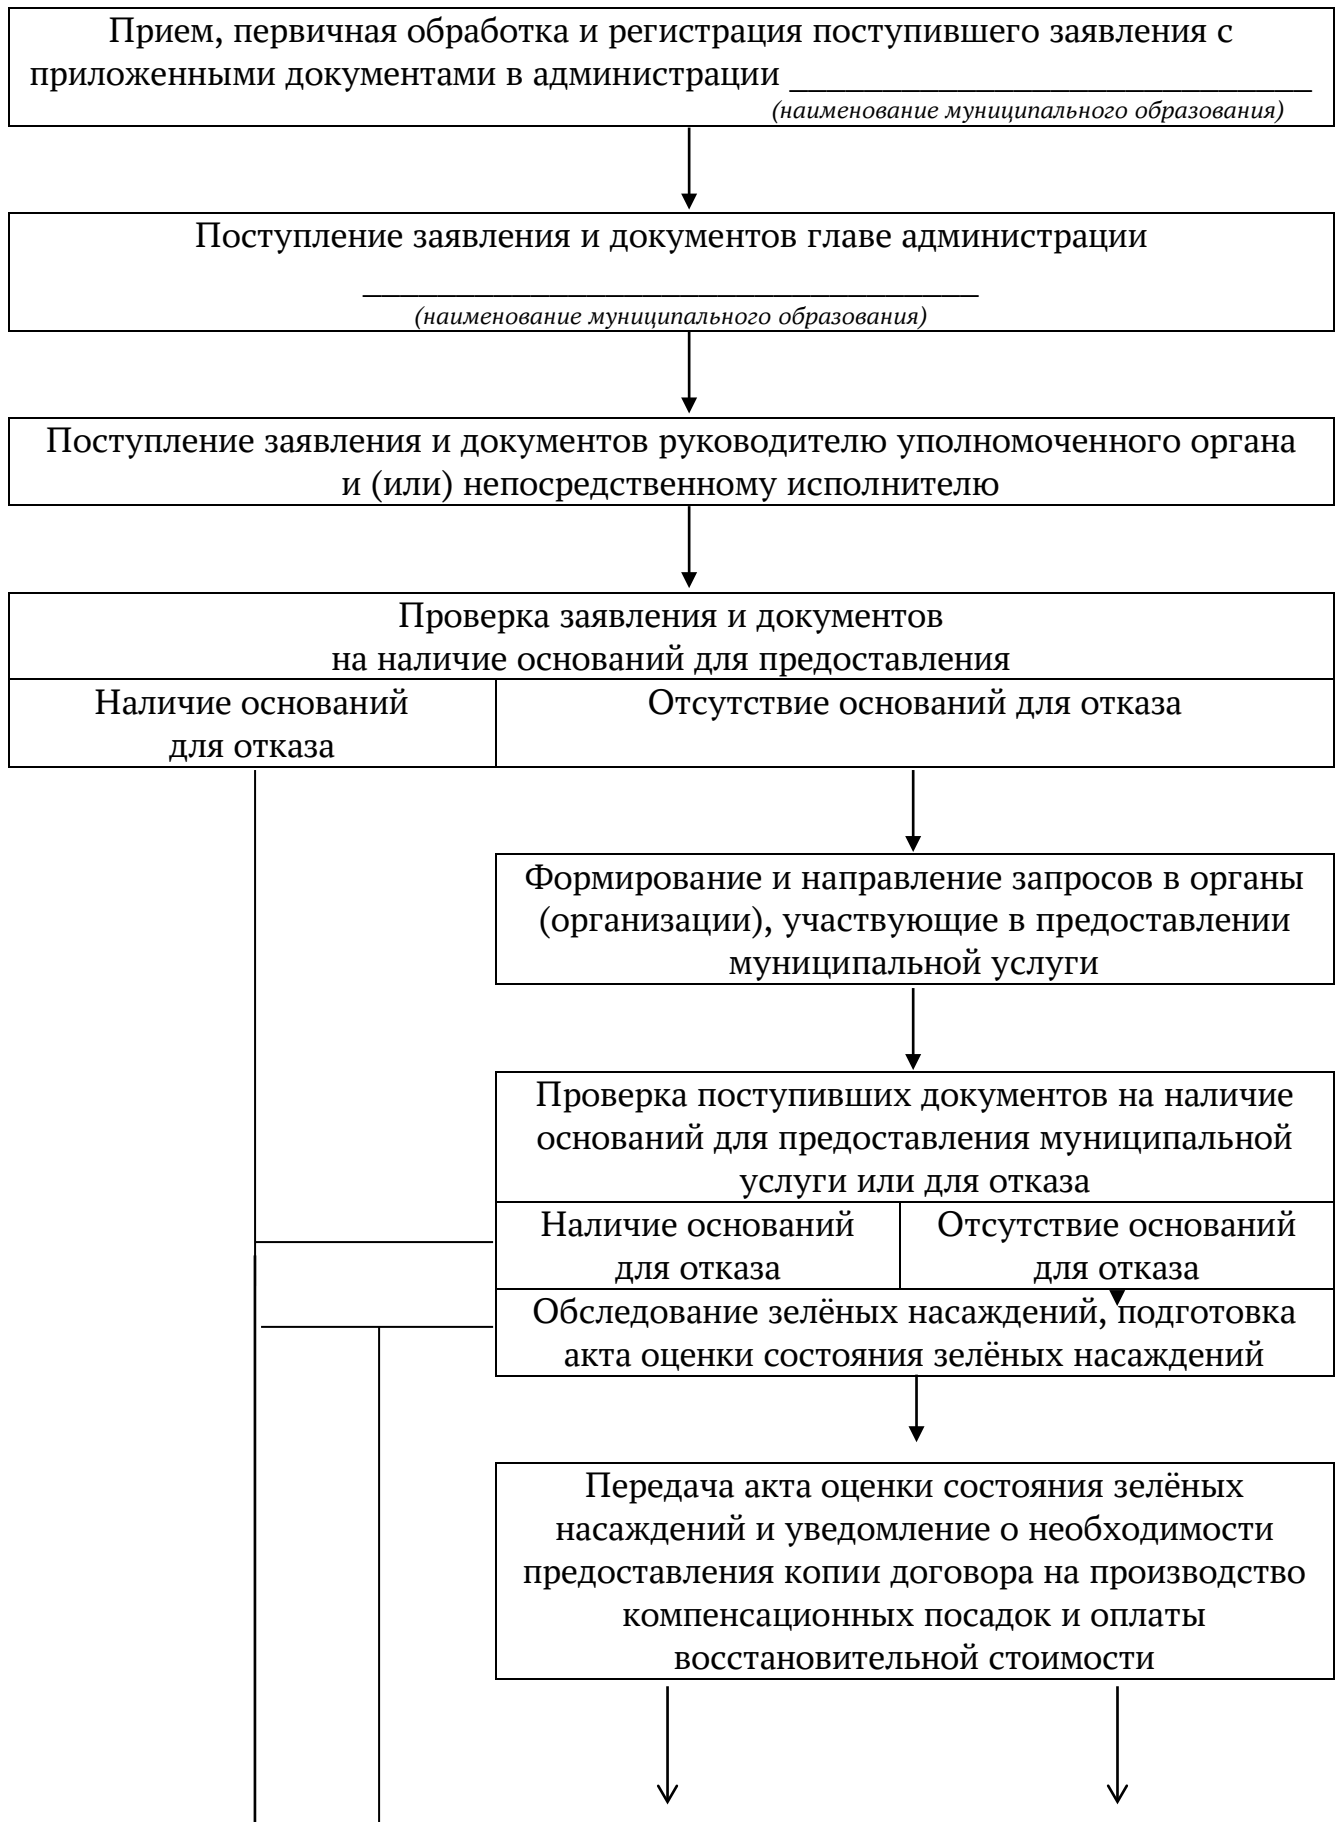 Прием, первичная обработка и регистрация поступившего заявления с
приложенными документами в администрации ____________________________
(наименование муниципального образования)
Поступление заявления и документов главе администрации
_________________________________
(наименование муниципального образования)
Поступление заявления и документов руководителю уполномоченного органа
и (или) непосредственному исполнителю
Проверка заявления и документов
на наличие оснований для предоставления
Наличие оснований
для отказа
Отсутствие оснований для отказа
Формирование и направление запросов в органы
(организации), участвующие в предоставлении
муниципальной услуги
Проверка поступивших документов на наличие
оснований для предоставления муниципальной
услуги или для отказа
Наличие оснований
для отказа
Отсутствие оснований
для отказа
Обследование зелёных насаждений, подготовка
акта оценки состояния зелёных насаждений
Передача акта оценки состояния зелёных
насаждений и уведомление о необходимости
предоставления копии договора на производство
компенсационных посадок и оплаты
восстановительной стоимости